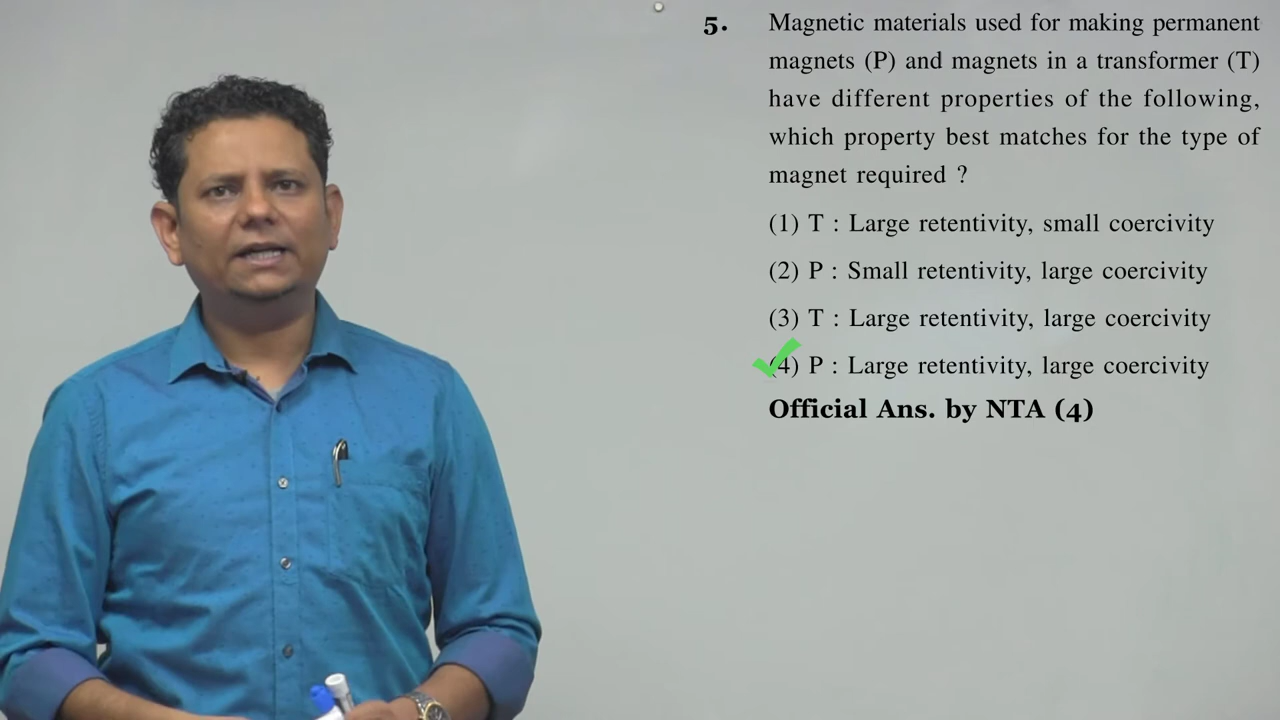 5. Magnetic materials used for making permanent
magnets (P) and magnets in a transformer (T)
have different properties of the following,
which property best matches for the type of
magnet required ?
(1) T : Large retentivity, small coercivity
(2) P : Small retentivity, large coercivity
(3) T : Large retentivity, large coercivity
(4) P : Large retentivity, large coercivity
Official Ans. by NTA (4)